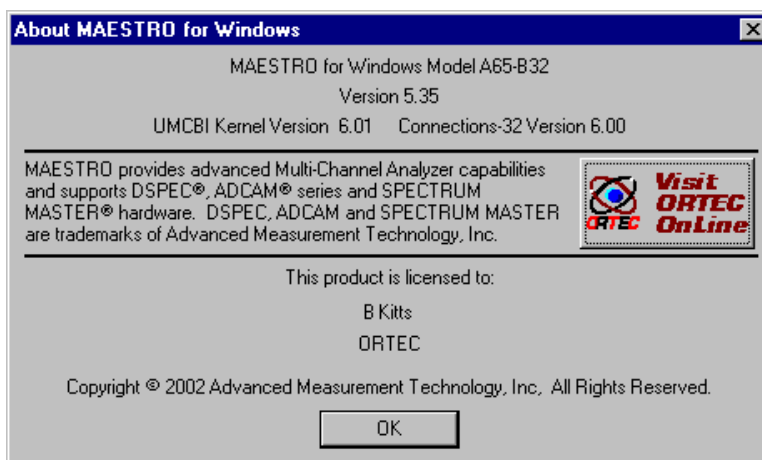 About MAESTRO for Windows
MAESTRO for Windows Model A65-B32
Version 5.35
UMCBI Kernel Version 6.01 Connections-32 Version 6.00
MAESTRO provides advanced Multi-Channel Analyzer capabilities
and supports DSPEC®, ADCAM® series and SPECTRUM
MASTER® hardware. DSPEC, ADCAM and SPECTRUM MASTER
are trademarks of Advanced Measurement Technology, Inc.
ORTEC
Visit
ORTEC
OnLine
This product is licensed to:
B Kitts
ORTEC
Copyright © 2002 Advanced Measurement Technology, Inc, All Rights Reserved.
OK